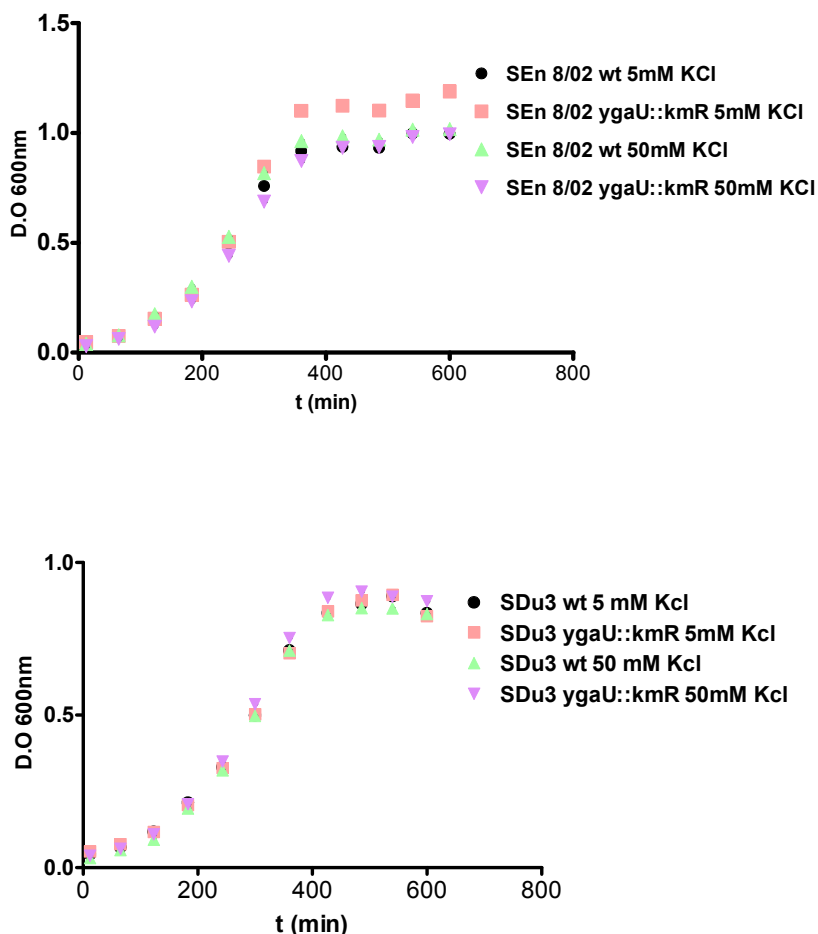 1.5
1.0
0.5
0.0
0 200 400 600 800
D.O 600nm
t (min)
SEn 8/02 wt 5mM KCl
SEn 8/02 ygaU::kmR 5mM KCl
SEn 8/02 wt 50mM KCl
SEn 8/02 ygaU::kmR 50mM KCl
1.0
0.5
0.0
0 200 400 600 800
D.O 600nm
t (min)
SDu3 wt 5 mM Kcl
SDu3 ygaU::kmR 5mM Kcl
SDu3 wt 50 mM Kcl
SDu3 ygaU::kmR 50mM Kcl